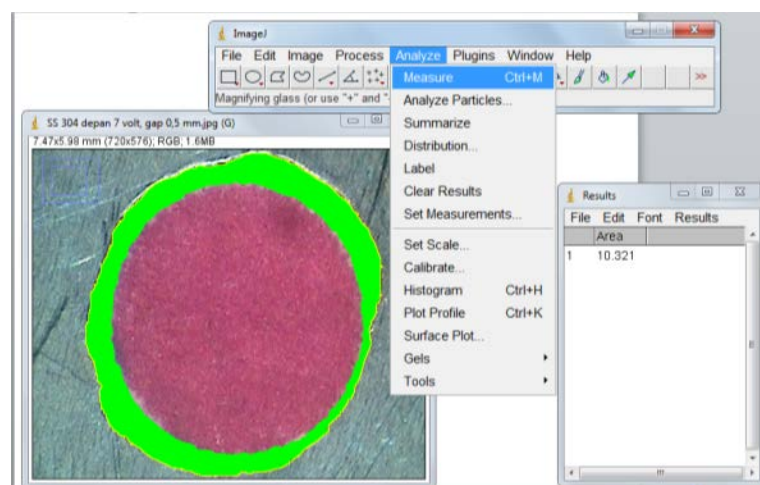 ImageJ
File Edit Image Process Analyze Plugins Window Help
Magnifying glass (or use "+" and "-
Measure Ctrl+M
Analyze Particles...
Summarize
Distribution...
Label
Clear Results
Set Measurements...
Set Scale...
Calibrate...
Histogram Ctrl+H
Plot Profile Ctrl+K
Surface Plot...
Gels
Tools
SS 304 depan 7 volt, gap 0,5 mm.jpg (G)
7.47x5.98 mm (720x576); RGB; 1.6MB
Results
File Edit Font Results
Area
1 10.321